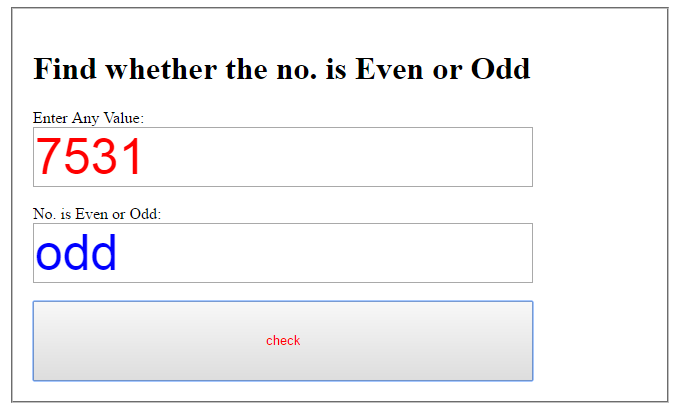 Find whether the no. is Even or Odd
Enter Any Value:
7531
No. is Even or Odd:
odd
check